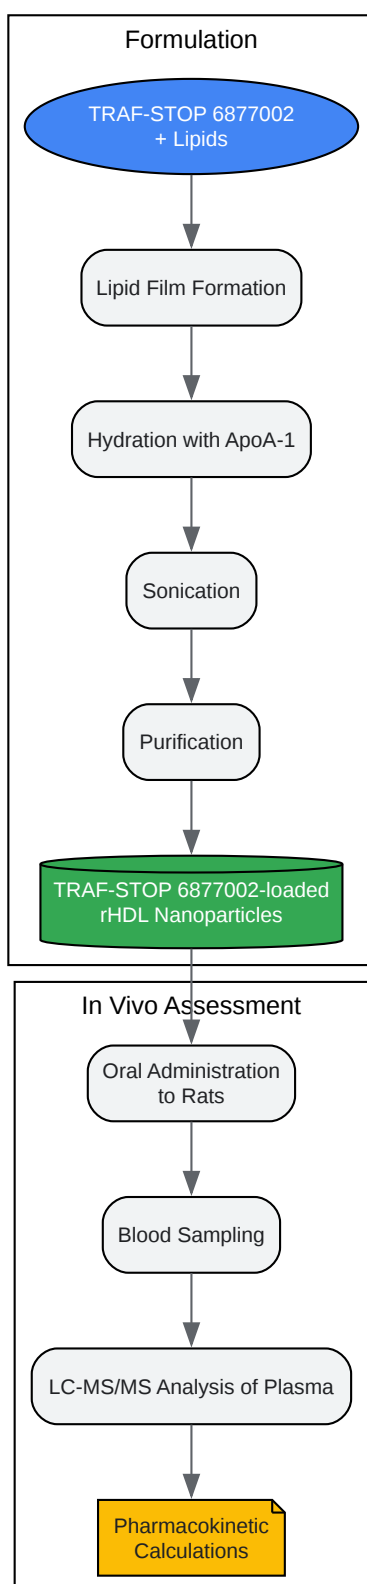 Formulation
TRAF-STOP 6877002
+ Lipids
Lipid Film Formation
Hydration with ApoA-1
Sonication
Purification
TRAF-STOP 6877002-loaded
rHDL Nanoparticles
In Vivo Assessment
Oral Administration
to Rats
Blood Sampling
LC-MS/MS Analysis of Plasma
Pharmacokinetic
Calculations